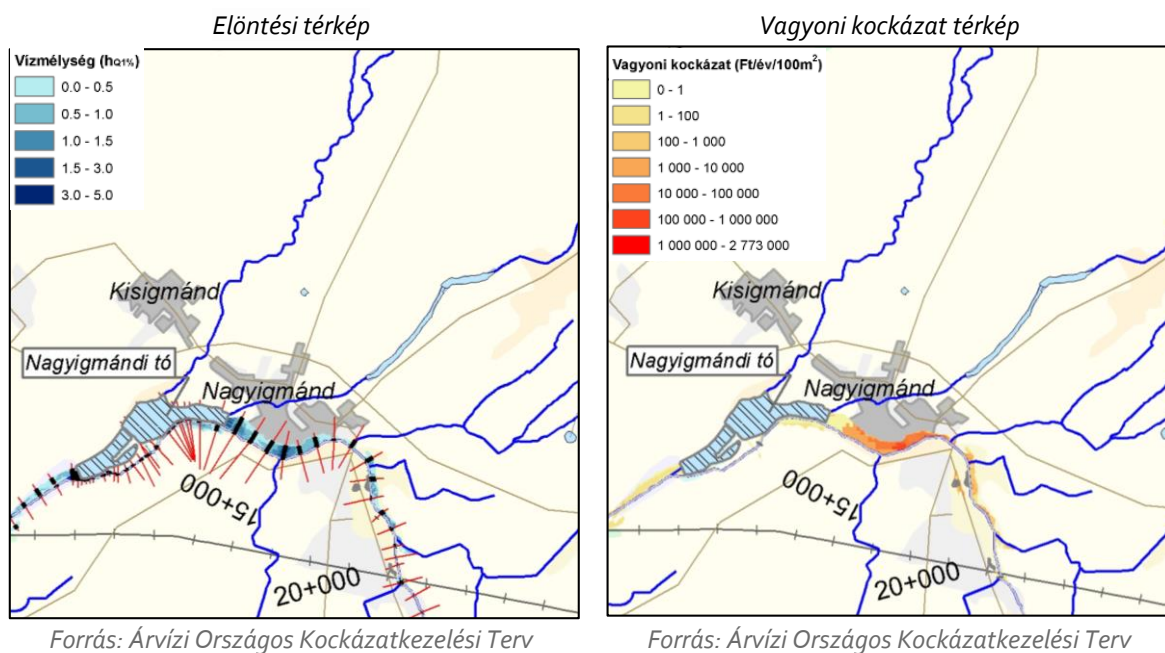 Elöntési térkép
Vízmélység (hQ1%)
0.0 - 0.5
0.5 - 1.0
1.0 - 1.5
1.5 - 3.0
3.0 - 5.0
Kisigmánd
Nagyigmándi tó
Nagyigmánd
15+000
20+000
Forrás: Árvízi Országos Kockázatkezelési Terv
Vagyoni kockázat térkép
Vagyoni kockázat (Ft/év/100m²)
0 - 1
1 - 100
100 - 1 000
1 000 - 10 000
10 000 - 100 000
100 000 - 1 000 000
1 000 000 - 2 773 000
Kisigmánd
Nagyigmándi tó
Nagyigmánd
15+000
20+000
Forrás: Árvízi Országos Kockázatkezelési Terv